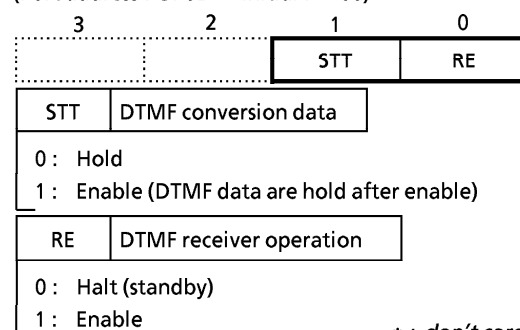 3 2 1 0
STT RE
STT DTMF conversion data
0 : Hold
1 : Enable (DTMF data are hold after enable)
RE DTMF receiver operation
0 : Halt (standby)
1 : Enable